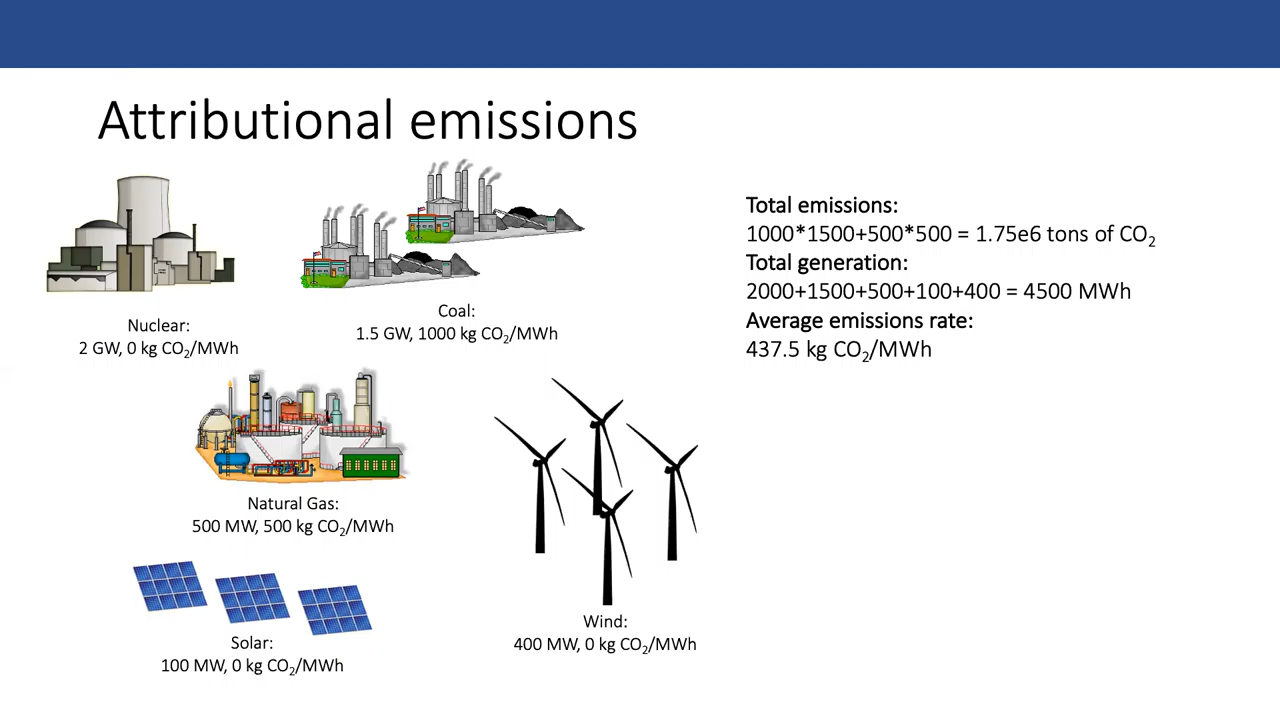 Attributional emissions
Nuclear:
2 GW, 0 kg CO₂/MWh
Coal:
1.5 GW, 1000 kg CO₂/MWh
Natural Gas:
500 MW, 500 kg CO₂/MWh
Solar:
100 MW, 0 kg CO₂/MWh
Wind:
400 MW, 0 kg CO₂/MWh
Total emissions:
1000*1500+500*500 = 1.75e6 tons of CO₂
Total generation:
2000+1500+500+100+400 = 4500 MWh
Average emissions rate:
437.5 kg CO₂/MWh